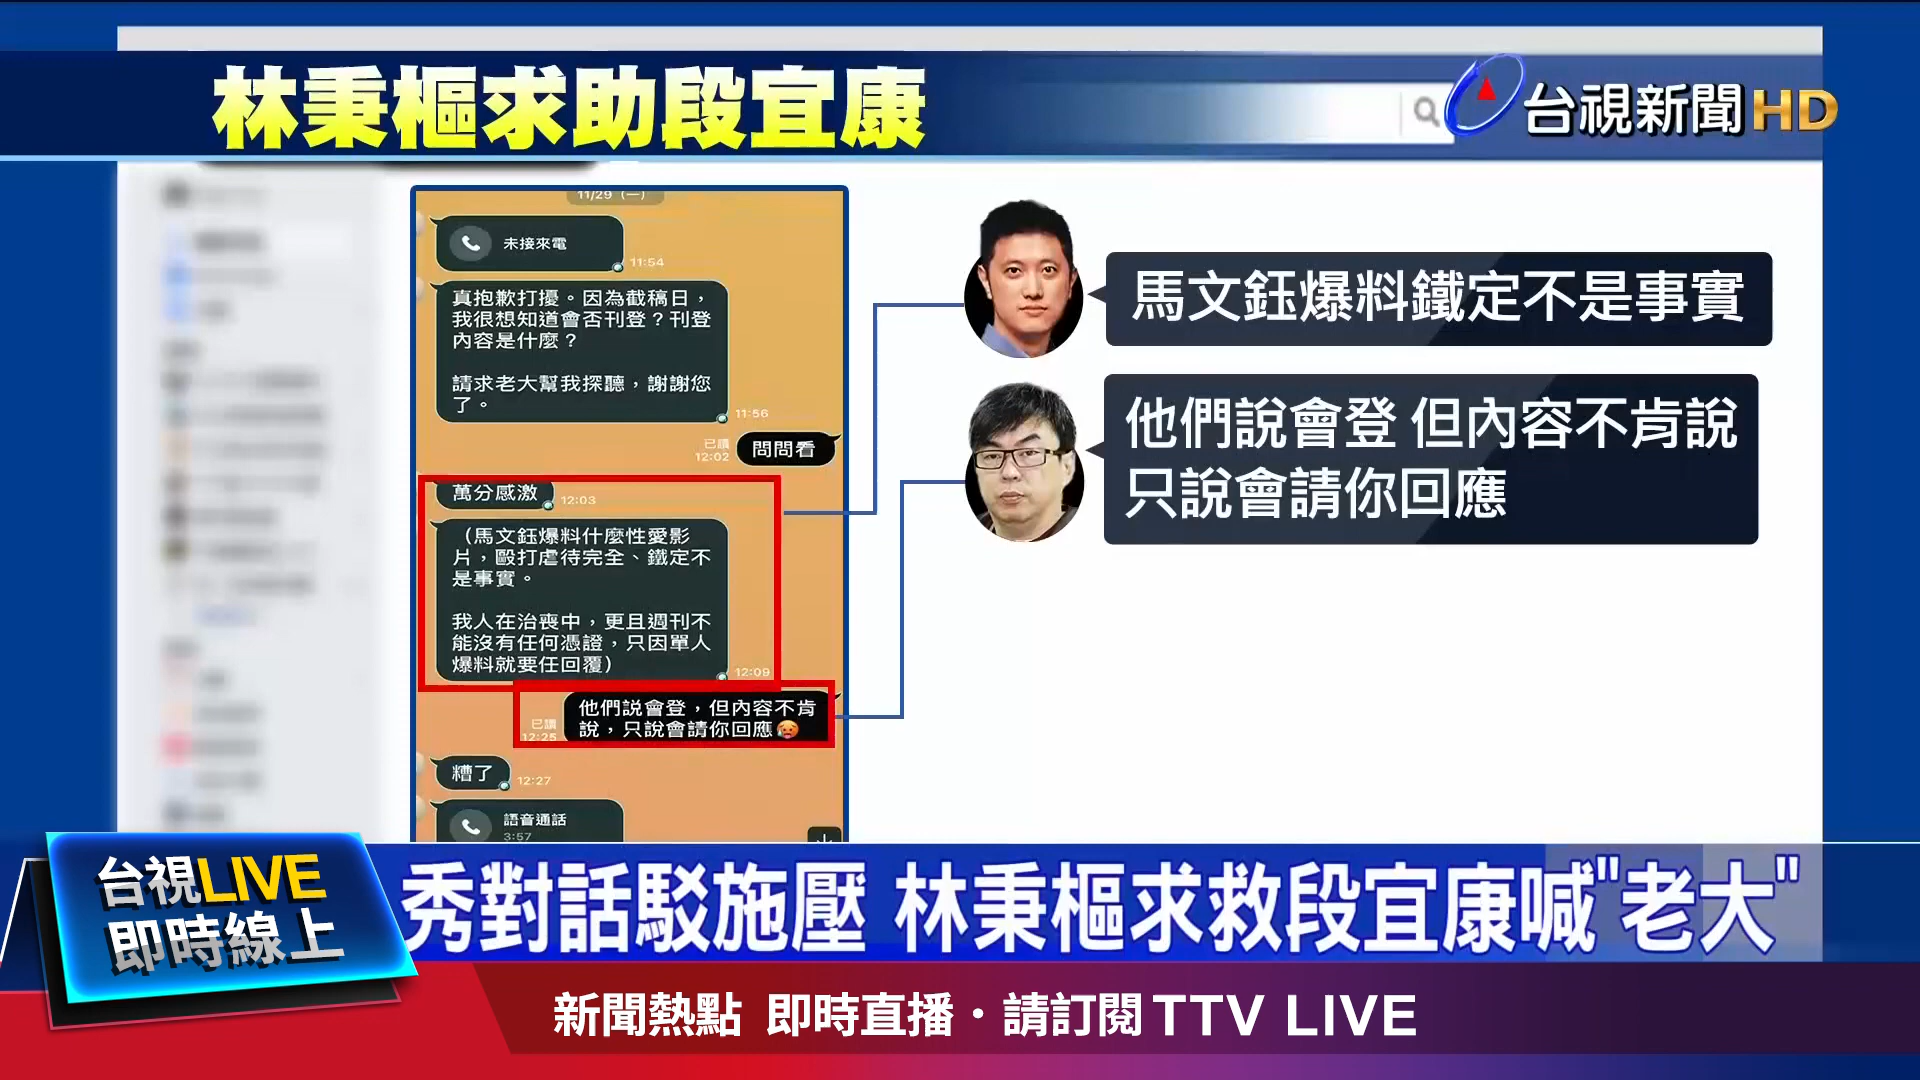 林秉樞求助段宜康
台視新聞HD
11/29（一）
未接來電
11:54
真抱歉打擾。因為截稿日，
我很想知道會否刊登？刊登
內容是什麼？
請求老大幫我探聽，謝謝您
了。
11:56
已讀
12:02
問問看
萬分感激
12:03
（馬文鈺爆料什麼性愛影
片，毆打虐待完全、鐵定不
是事實。
我人在治喪中，更且週刊不
能沒有任何憑證，只因單人
爆料就要任回覆）
12:09
他們説會登，但內容不肯
說，只說會請你回應🥵
已讀
12:25
糟了
12:27
語音通話
3:57
馬文鈺爆料鐵定不是事實
他們說會登 但內容不肯說
只說會請你回應
台視LIVE
即時線上
秀對話駁施壓 林秉樞求救段宜康喊"老大"
新聞熱點 即時直播・請訂閱TTV LIVE